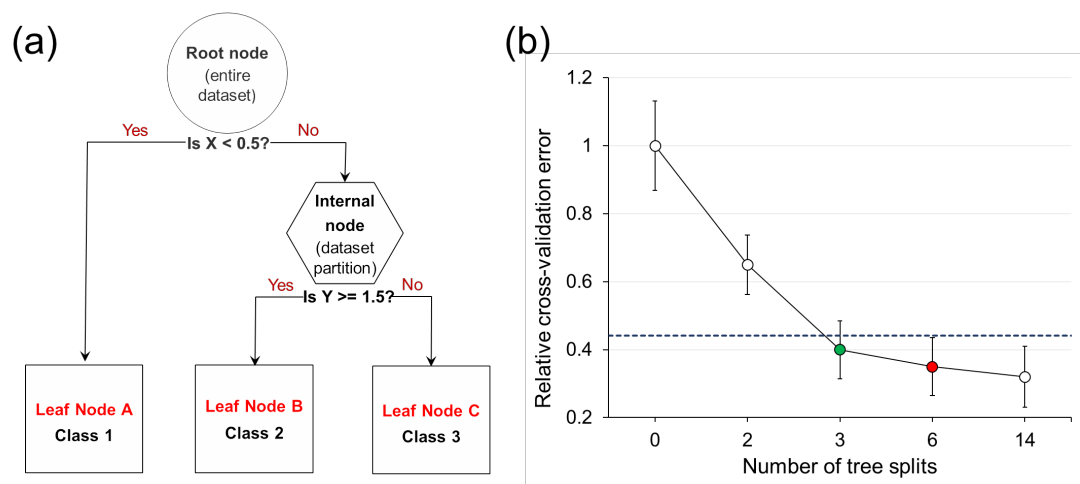 (a)
Root node
(entire
dataset)
Yes
No
Is X < 0.5?
Internal
node
(dataset
partition)
Yes
No
Is Y >= 1.5?
Leaf Node A
Class 1
Leaf Node B
Class 2
Leaf Node C
Class 3
(b)
Relative cross-validation error
1.2
1
0.8
0.6
0.4
0.2
0
2
3
6
14
Number of tree splits